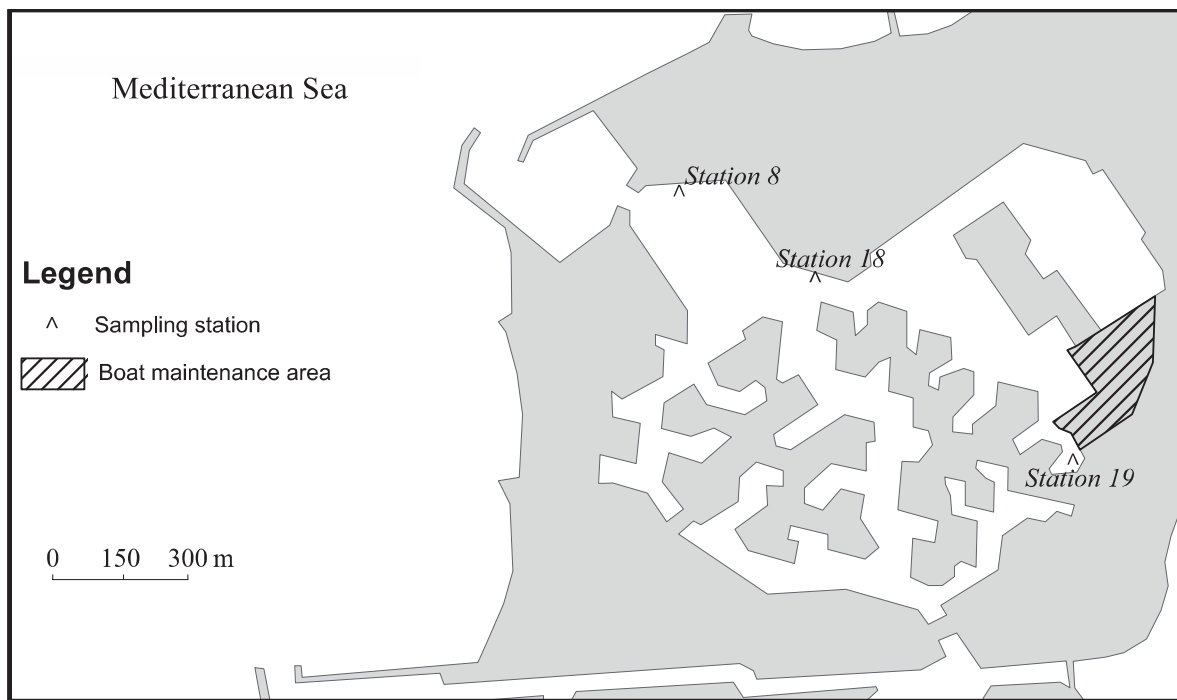 Mediterranean Sea
Station 8
Station 18
Legend
^ Sampling station
Boat maintenance area
Station 19
0 150 300 m